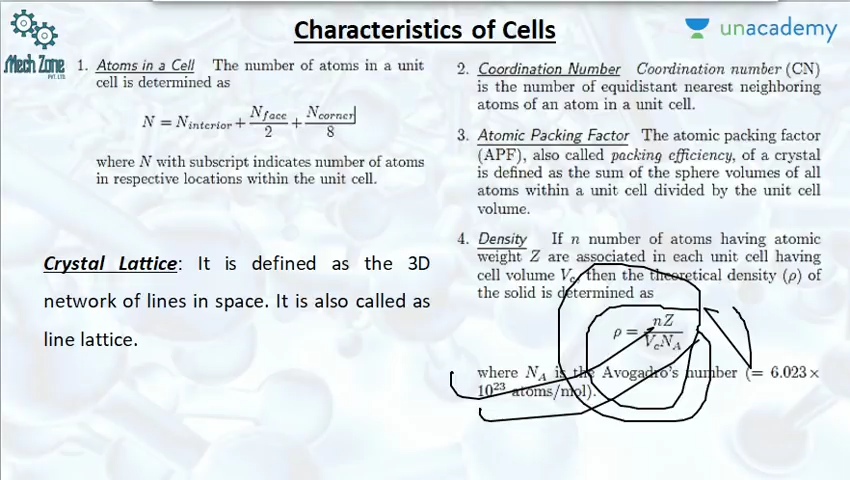 Characteristics of Cells
unacademy
Mech Zone
PVT. LTD
1. Atoms in a Cell The number of atoms in a unit
cell is determined as
N = N_interior + N_face/2 + N_corner/8
where N with subscript indicates number of atoms
in respective locations within the unit cell.
Crystal Lattice: It is defined as the 3D
network of lines in space. It is also called as
line lattice.
2. Coordination Number Coordination number (CN)
is the number of equidistant nearest neighboring
atoms of an atom in a unit cell.
3. Atomic Packing Factor The atomic packing factor
(APF), also called packing efficiency, of a crystal
is defined as the sum of the sphere volumes of all
atoms within a unit cell divided by the unit cell
volume.
4. Density If n number of atoms having atomic
weight Z are associated in each unit cell having
cell volume V_c, then the theoretical density (ρ) of
the solid is determined as
ρ = nZ/V_cN_A
where N_A is the Avogadro's number (= 6.023 ×
10²³ atoms/mol).